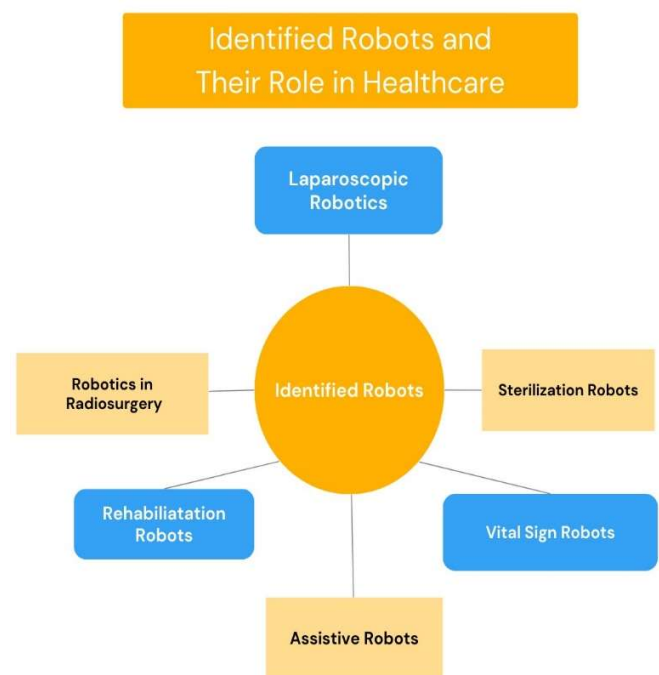 Identified Robots and
Their Role in Healthcare
Laparoscopic
Robotics
Robotics in
Radiosurgery
Identified Robots
Sterilization Robots
Rehabiliatation
Robots
Vital Sign Robots
Assistive Robots